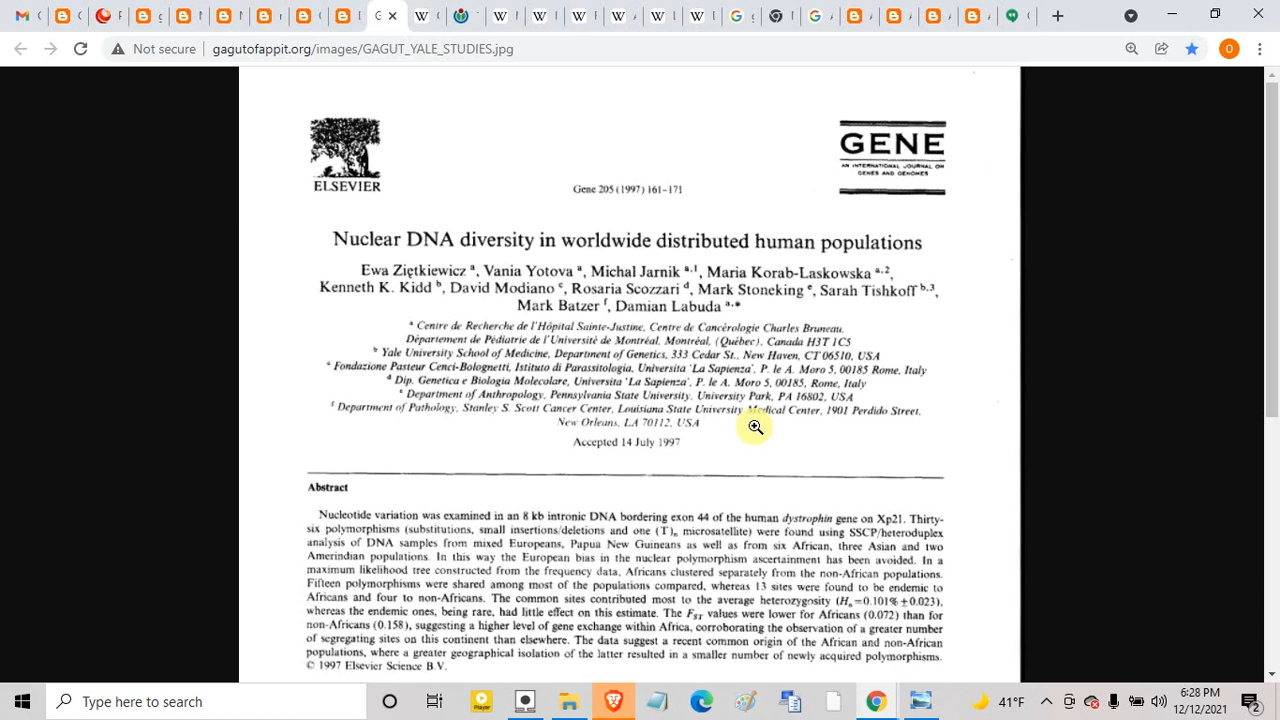 Not secure
gagutofappit.org/images/GAGUT_YALE_STUDIES.jpg
ELSEVIER
GENE
AN INTERNATIONAL JOURNAL ON
GENES AND GENOMES
Gene 205 (1997) 161-171
Nuclear DNA diversity in worldwide distributed human populations
Ewa Ziętkiewicz ª, Vania Yotova ª, Michal Jarnik ª,¹, Maria Korab-Laskowska ª,²,
Kenneth K. Kidd ᵇ, David Modiano ᶜ, Rosaria Scozzari ᵈ, Mark Stoneking ᵉ, Sarah Tishkoff ᵇ,³,
Mark Batzer ᶠ, Damian Labuda ª,*
ª Centre de Recherche de l'Hôpital Sainte-Justine, Centre de Cancérologie Charles Bruneau,
Département de Pédiatrie de l'Université de Montréal, Montréal, (Québec), Canada H3T 1C5
ᵇ Yale University School of Medicine, Department of Genetics, 333 Cedar St., New Haven, CT 06510, USA
ᶜ Fondazione Pasteur Cenci-Bolognetti, Istituto di Parassitologia, Universita 'La Sapienza', P. le A. Moro 5, 00185 Rome, Italy
ᵈ Dip. Genetica e Biologia Molecolare, Universita 'La Sapienza', P. le A. Moro 5, 00185, Rome, Italy
ᵉ Department of Anthropology, Pennsylvania State University, University Park, PA 16802, USA
ᶠ Department of Pathology, Stanley S. Scott Cancer Center, Louisiana State University Medical Center, 1901 Perdido Street,
New Orleans, LA 70112, USA
Accepted 14 July 1997
Abstract
Nucleotide variation was examined in an 8 kb intronic DNA bordering exon 44 of the human dystrophin gene on Xp21. Thirty-
six polymorphisms (substitutions, small insertions/deletions and one (T)ₙ microsatellite) were found using SSCP/heteroduplex
analysis of DNA samples from mixed Europeans, Papua New Guineans as well as from six African, three Asian and two
Amerindian populations. In this way the European bias in the nuclear polymorphism ascertainment has been avoided. In a
maximum likelihood tree constructed from the frequency data, Africans clustered separately from the non-African populations.
Fifteen polymorphisms were shared among most of the populations compared, whereas 13 sites were found to be endemic to
Africans and four to non-Africans. The common sites contributed most to the average heterozygosity (Hₙ=0.101%±0.023),
whereas the endemic ones, being rare, had little effect on this estimate. The F_ST values were lower for Africans (0.072) than for
non-Africans (0.158), suggesting a higher level of gene exchange within Africa, corroborating the observation of a greater number
of segregating sites on this continent than elsewhere. The data suggest a recent common origin of the African and non-African
populations, where a greater geographical isolation of the latter resulted in a smaller number of newly acquired polymorphisms.
© 1997 Elsevier Science B.V.
Type here to search
41°F
6:28 PM
12/12/2021